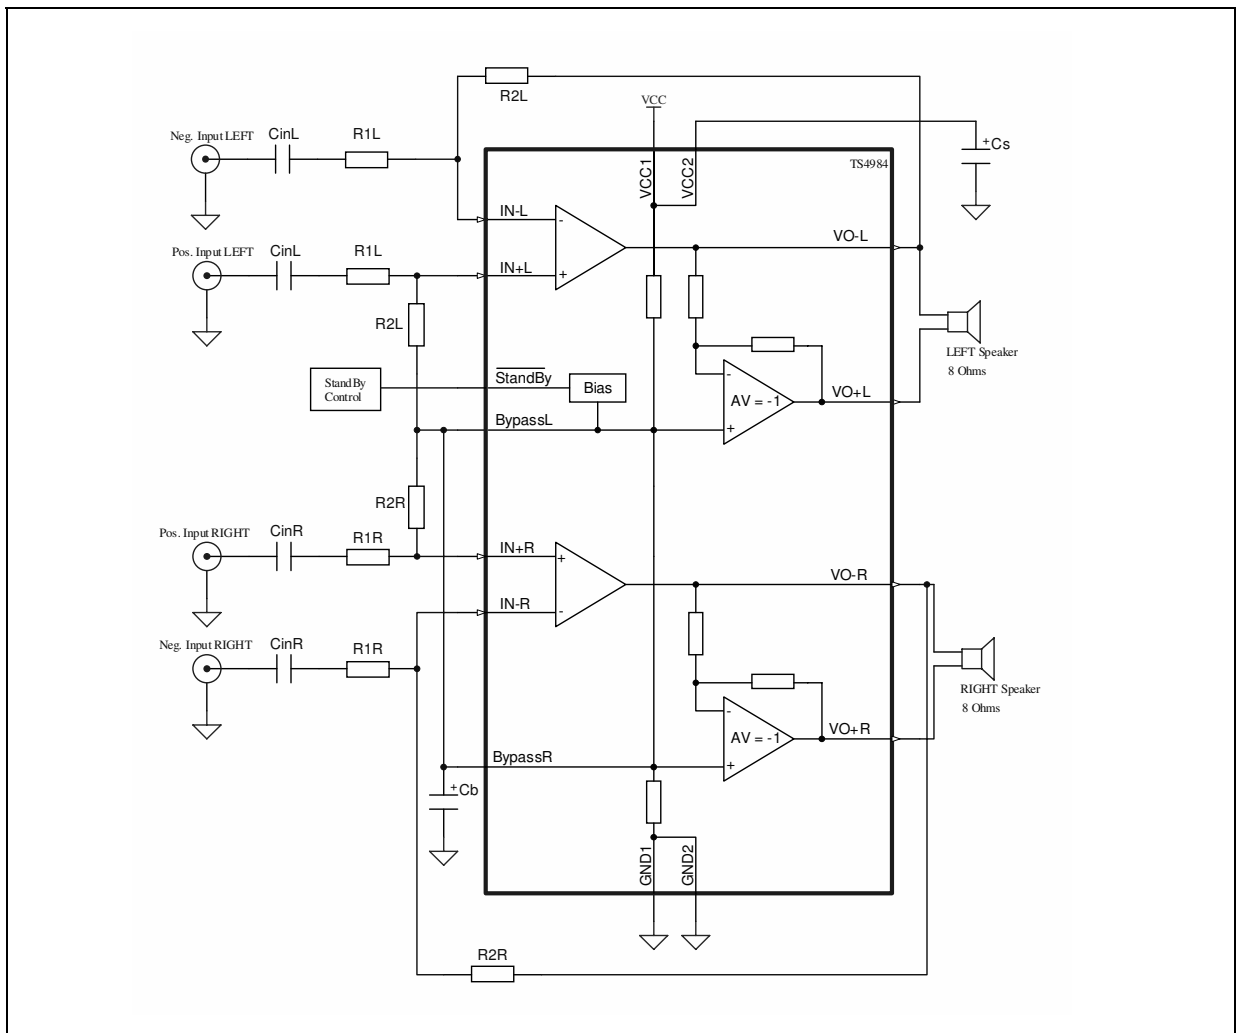 R2L
VCC
Neg. Input LEFT
CinL
R1L
+Cs
TS4984
VCC1
VCC2
IN-L
-
VO-L
Pos. Input LEFT
CinL
R1L
IN+L
+
R2L
LEFT Speaker
8 Ohms
StandBy
Control
StandBy
Bias
-
AV = -1
VO+L
BypassL
+
R2R
Pos. Input RIGHT
CinR
R1R
IN+R
+
VO-R
IN-R
-
Neg. Input RIGHT
CinR
R1R
RIGHT Speaker
8 Ohms
-
AV = -1
VO+R
BypassR
+
+Cb
GND1
GND2
R2R